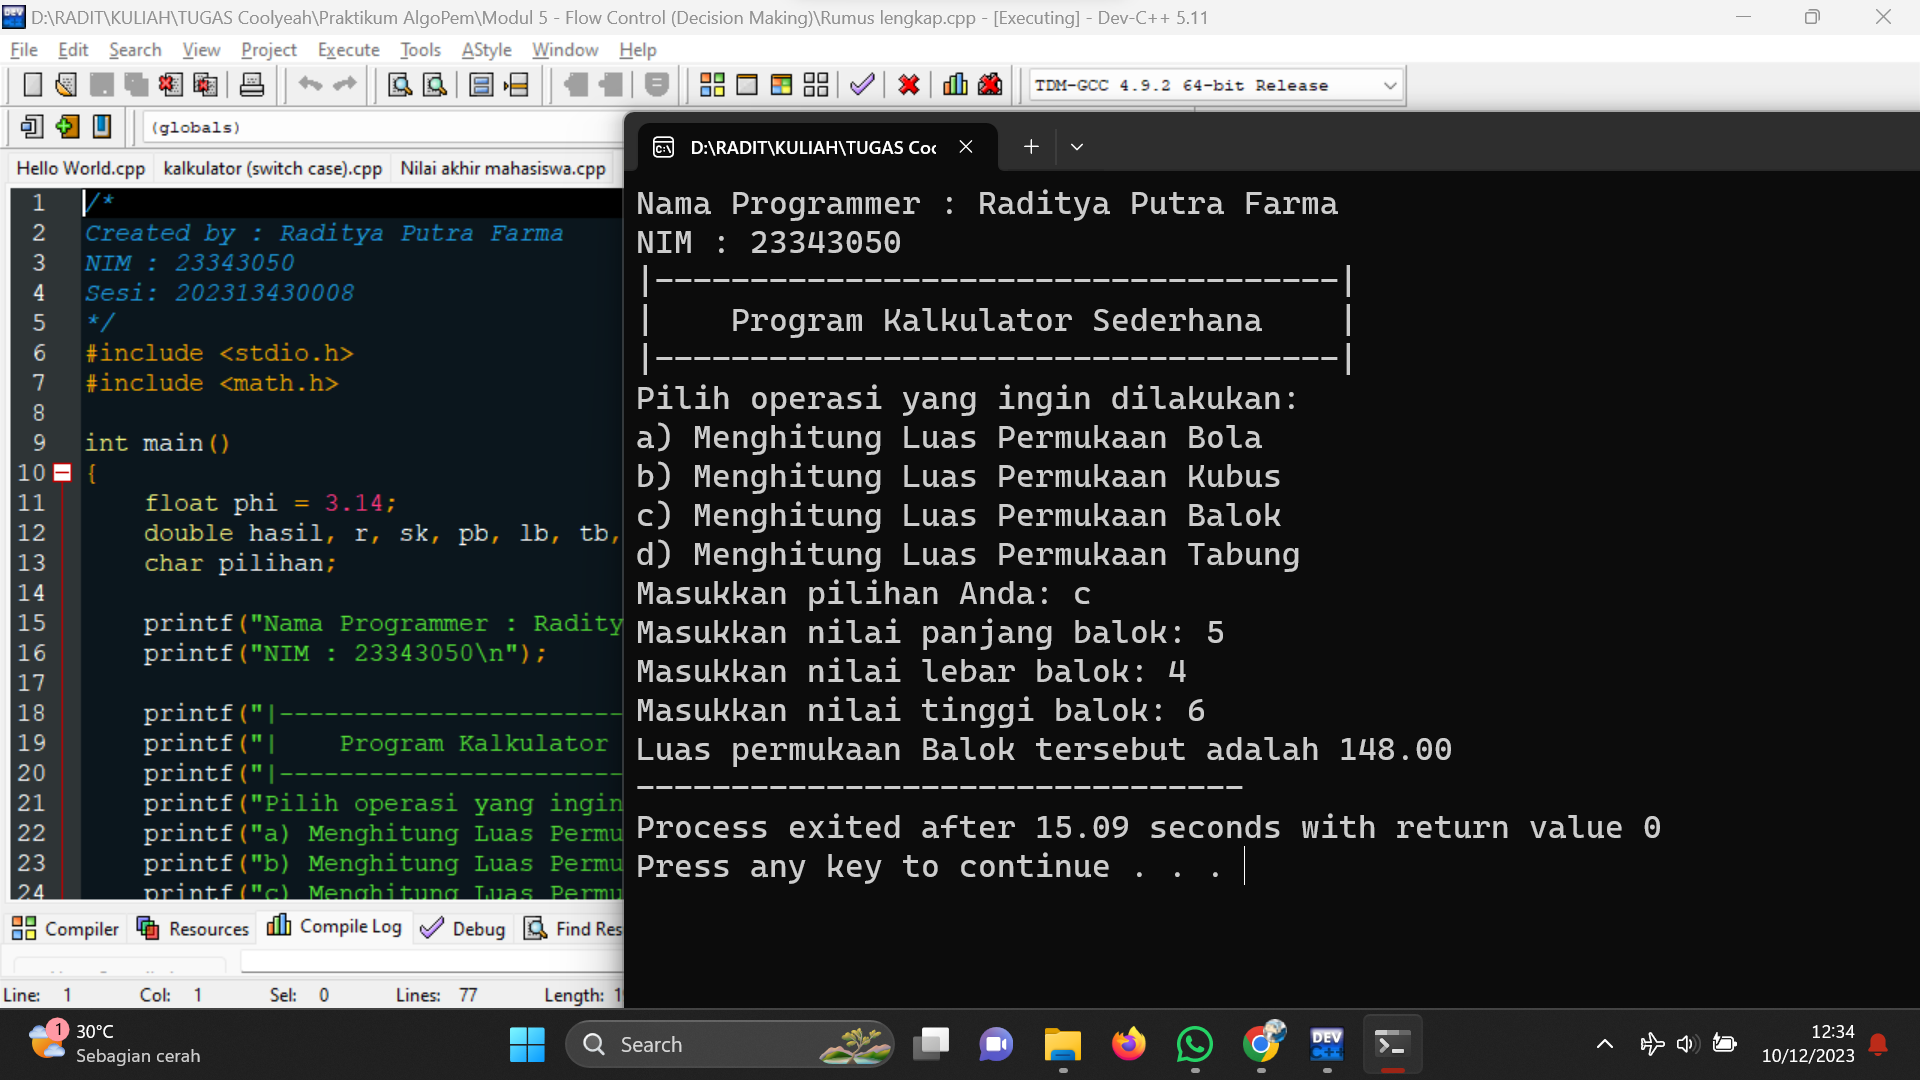 D:\RADIT\KULIAH\TUGAS Coolyeah\Praktikum AlgoPem\Modul 5 - Flow Control (Decision Making)\Rumus lengkap.cpp - [Executing] - Dev-C++ 5.11
File Edit Search View Project Execute Tools AStyle Window Help
TDM-GCC 4.9.2 64-bit Release
(globals)
Hello World.cpp kalkulator (switch case).cpp Nilai akhir mahasiswa.cpp
1 /*
2 Created by : Raditya Putra Farma
3 NIM : 23343050
4 Sesi: 202313430008
5 */
6 #include <stdio.h>
7 #include <math.h>
8
9 int main()
10 {
11 float phi = 3.14;
12 double hasil, r, sk, pb, lb, tb,
13 char pilihan;
14
15 printf("Nama Programmer : Radity
16 printf("NIM : 23343050\n");
17
18 printf("|-----------------------
19 printf("|    Program Kalkulator
20 printf("|-----------------------
21 printf("Pilih operasi yang ingin
22 printf("a) Menghitung Luas Permu
23 printf("b) Menghitung Luas Permu
24 printf("c) Menghitung Luas Permu
D:\RADIT\KULIAH\TUGAS Coo
Nama Programmer : Raditya Putra Farma
NIM : 23343050
|------------------------------------|
|    Program Kalkulator Sederhana    |
|------------------------------------|
Pilih operasi yang ingin dilakukan:
a) Menghitung Luas Permukaan Bola
b) Menghitung Luas Permukaan Kubus
c) Menghitung Luas Permukaan Balok
d) Menghitung Luas Permukaan Tabung
Masukkan pilihan Anda: c
Masukkan nilai panjang balok: 5
Masukkan nilai lebar balok: 4
Masukkan nilai tinggi balok: 6
Luas permukaan Balok tersebut adalah 148.00
--------------------------------
Process exited after 15.09 seconds with return value 0
Press any key to continue . . .
Compiler Resources Compile Log Debug Find Res
Line: 1 Col: 1 Sel: 0 Lines: 77 Length: 1
1 30°C
Sebagian cerah
Search
DEV C++
12:34
10/12/2023